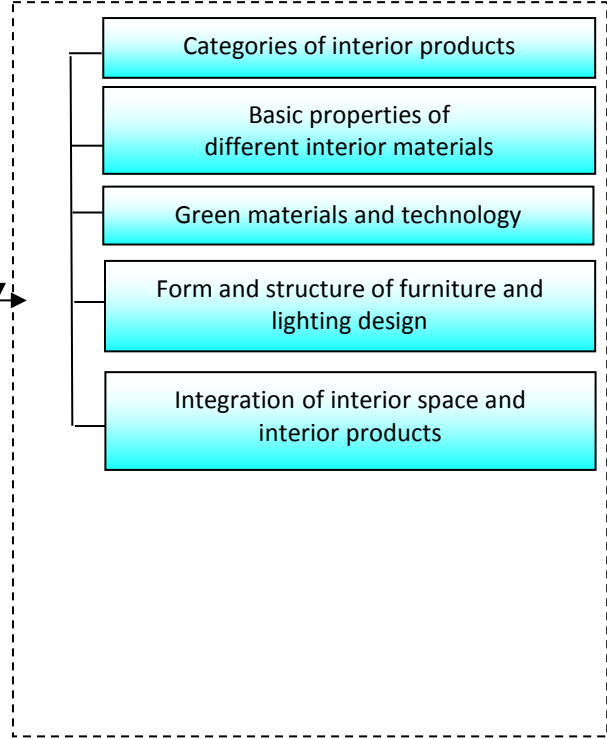 Categories of interior products
Basic properties of
different interior materials
Green materials and technology
Form and structure of furniture and
lighting design
Integration of interior space and
interior products